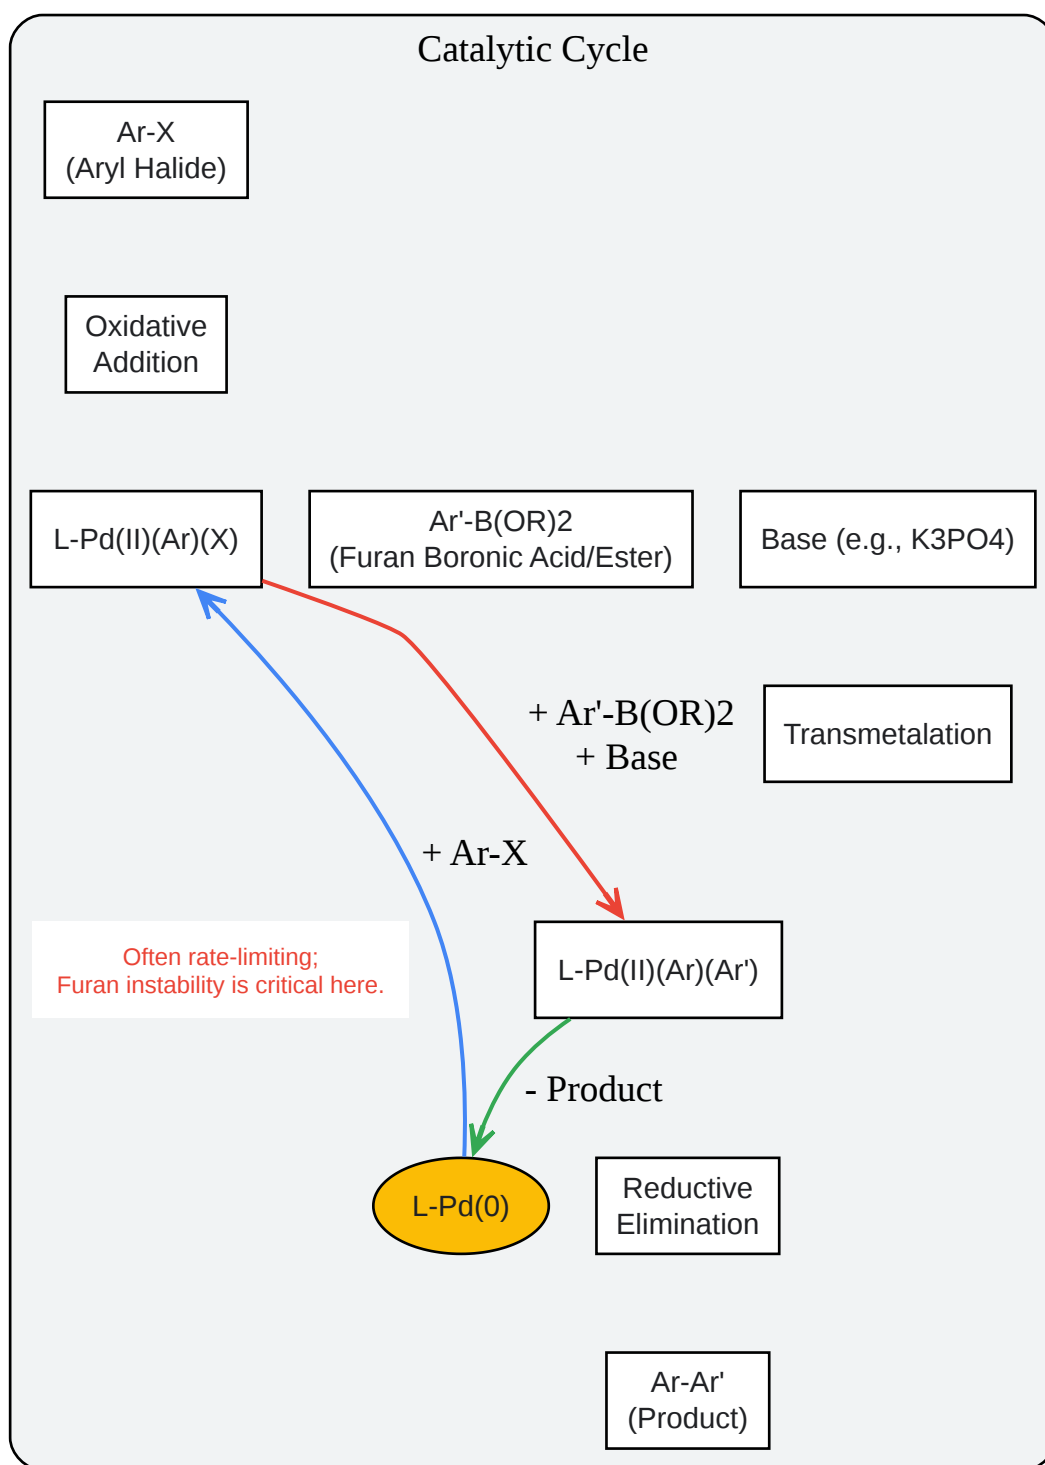 Catalytic Cycle
Ar-X
(Aryl Halide)
Oxidative
Addition
L-Pd(II)(Ar)(X)
Ar'-B(OR)2
(Furan Boronic Acid/Ester)
Base (e.g., K3PO4)
+ Ar'-B(OR)2
+ Base
Transmetalation
+ Ar-X
Often rate-limiting;
Furan instability is critical here.
L-Pd(II)(Ar)(Ar')
- Product
L-Pd(0)
Reductive
Elimination
Ar-Ar'
(Product)